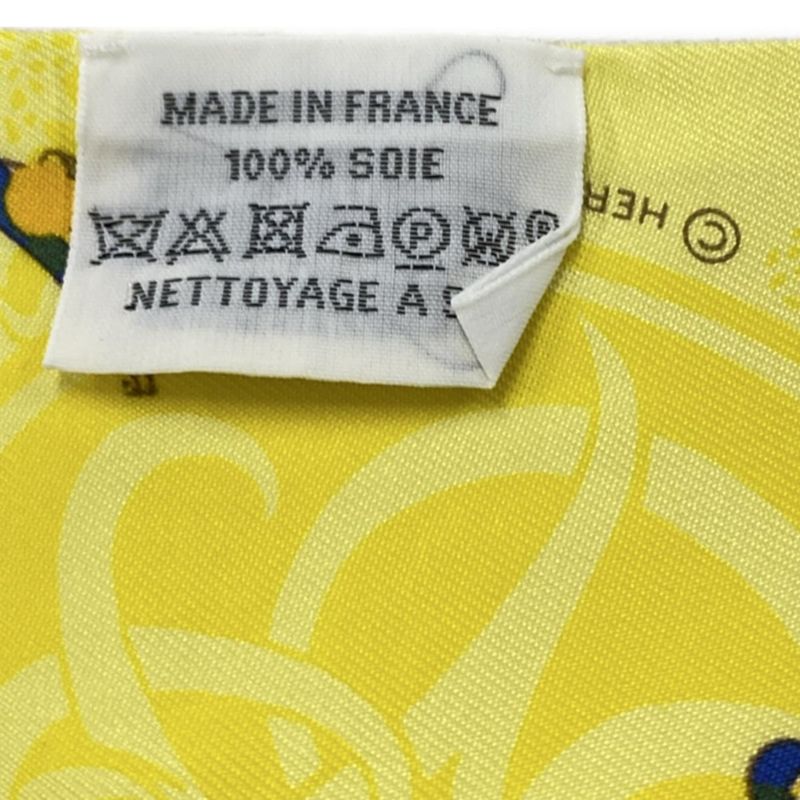 MADE IN FRANCE
100% SOIE
P W ®
NETTOYAGE A
© HER